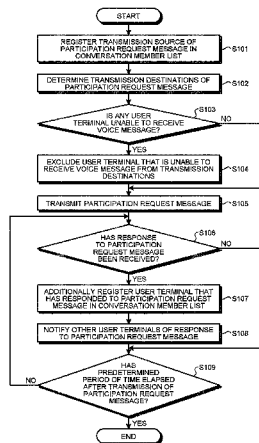 START
REGISTER TRANSMISSION SOURCE OF
PARTICIPATION REQUEST MESSAGE IN
CONVERSATION MEMBER LIST
S101
DETERMINE TRANSMISSION DESTINATIONS OF
PARTICIPATION REQUEST MESSAGE
S102
S103
IS ANY USER
TERMINAL UNABLE TO RECEIVE
VOICE MESSAGE?
NO
YES
EXCLUDE USER TERMINAL THAT IS UNABLE TO
RECEIVE VOICE MESSAGE FROM TRANSMISSION
DESTINATIONS
S104
TRANSMIT PARTICIPATION REQUEST MESSAGE
S105
S106
HAS RESPONSE
TO PARTICIPATION
REQUEST MESSAGE
BEEN RECEIVED?
NO
YES
ADDITIONALLY REGISTER USER TERMINAL THAT
HAS RESPONDED TO PARTICIPATION REQUEST
MESSAGE IN CONVERSATION MEMBER LIST
S107
NOTIFY OTHER USER TERMINALS OF RESPONSE
TO PARTICIPATION REQUEST MESSAGE
S108
S109
HAS
PREDETERMINED
PERIOD OF TIME ELAPSED
AFTER TRANSMISSION OF
PARTICIPATION REQUEST
MESSAGE?
NO
YES
END